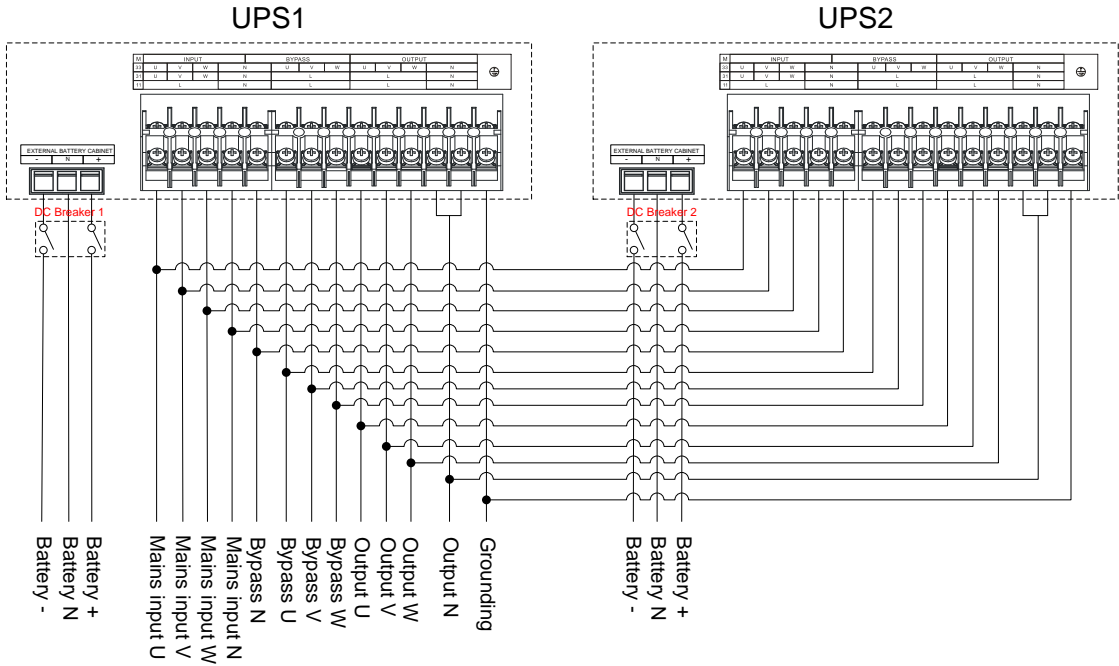 UPS1
UPS2
M INPUT BYPASS OUTPUT
33 U V W N U V W U V W N
31 U V W N L L N
11 L N L L N
M INPUT BYPASS OUTPUT
33 U V W N U V W U V W N
31 U V W N L L N
11 L N L L N
EXTERNAL BATTERY CABINET
- N +
EXTERNAL BATTERY CABINET
- N +
DC Breaker 1
DC Breaker 2
Battery -
Battery N
Battery +
Mains input U
Mains input V
Mains input W
Mains input N
Bypass N
Bypass U
Bypass V
Bypass W
Output U
Output V
Output W
Output N
Grounding
Battery -
Battery N
Battery +